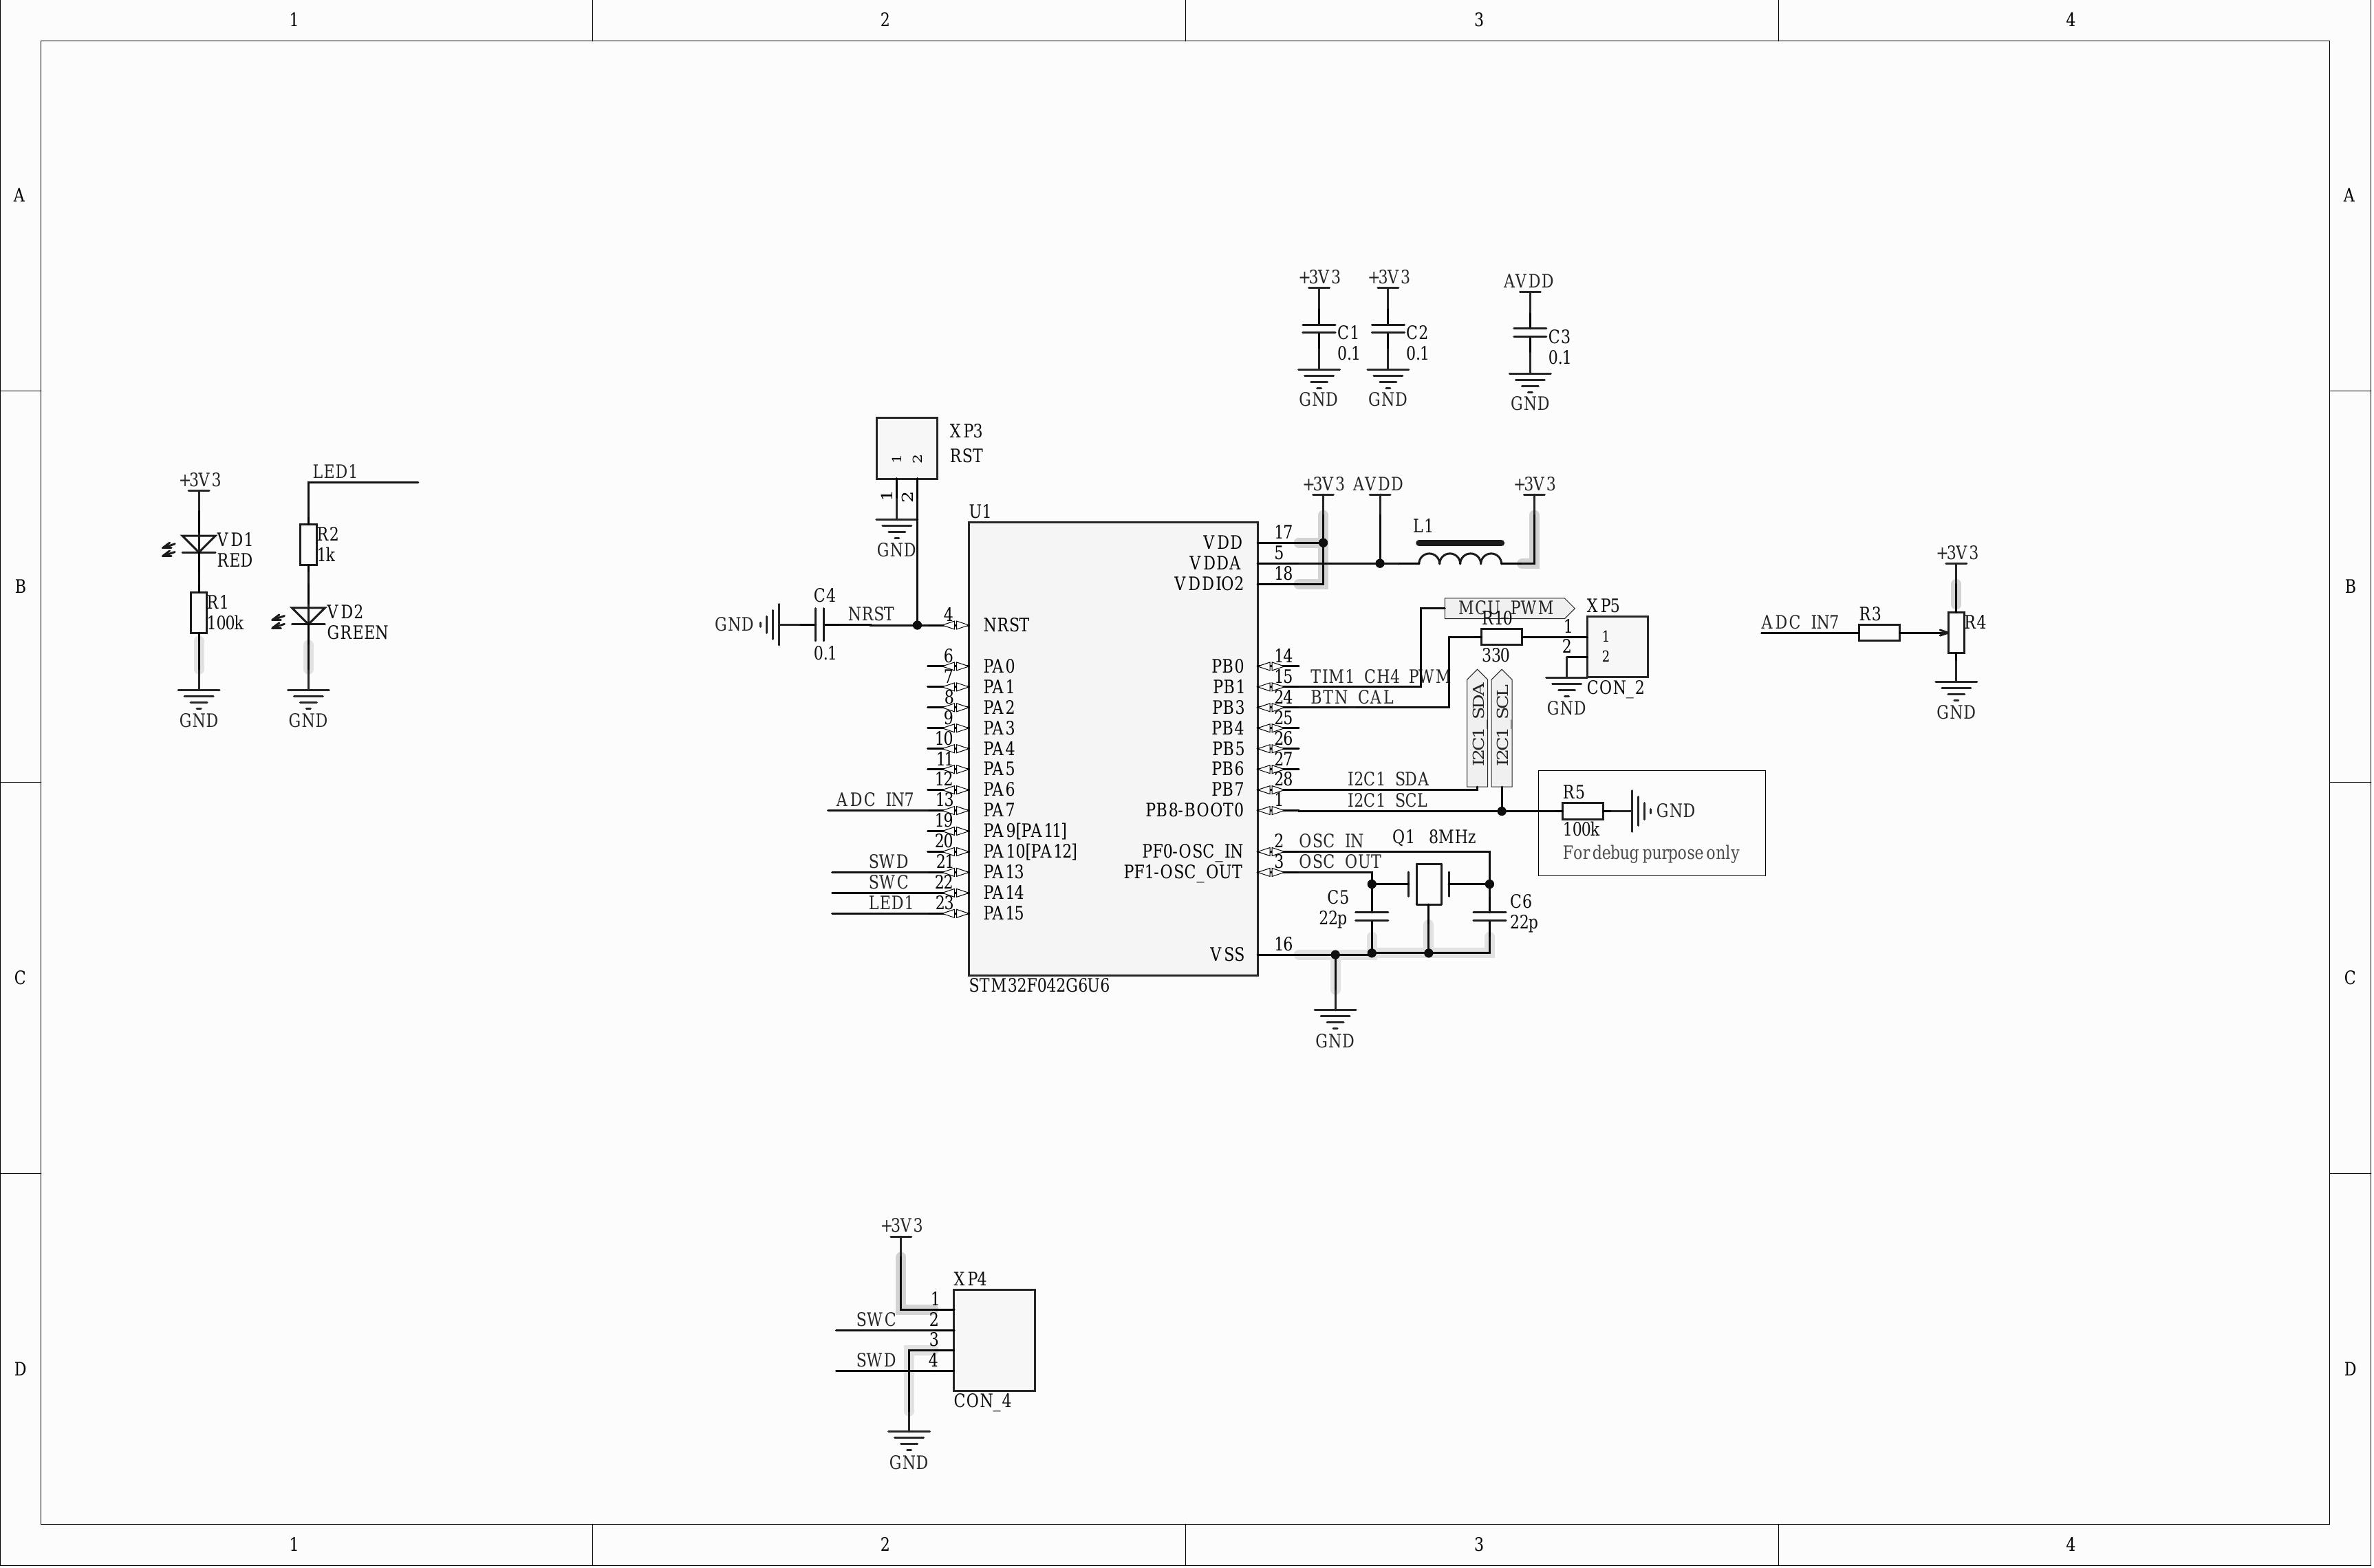 1
2
3
4
A
A
+3V3
+3V3
AVDD
C1
0.1
C2
0.1
C3
0.1
GND
GND
GND
B
B
+3V3
VD1
RED
R1
100k
GND
LED1
R2
1k
VD2
GREEN
GND
XP3
RST
1
2
1
2
GND
C4
0.1
GND
NRST
U1
4
NRST
6
PA0
7
PA1
8
PA2
9
PA3
10
PA4
11
PA5
12
PA6
ADC_IN7
13
PA7
19
PA9[PA11]
20
PA10[PA12]
SWD
21
PA13
SWC
22
PA14
LED1
23
PA15
STM32F042G6U6
VDD
17
VDDA
5
VDDIO2
18
+3V3
AVDD
L1
+3V3
PB0
14
PB1
15
TIM1_CH4_PWM
PB3
24
BTN_CAL
PB4
25
PB5
26
PB6
27
PB7
28
I2C1_SDA
PB8-BOOT0
1
I2C1_SCL
PF0-OSC_IN
2
OSC_IN
PF1-OSC_OUT
3
OSC_OUT
VSS
16
MCU_PWM
R10
330
XP5
1
2
1
2
CON_2
GND
I2C1_SDA
I2C1_SCL
R5
100k
GND
For debug purpose only
Q1 8MHz
C5
22p
C6
22p
GND
+3V3
ADC_IN7
R3
R4
GND
C
C
+3V3
XP4
1
SWC
2
3
SWD
4
CON_4
GND
D
D
1
2
3
4